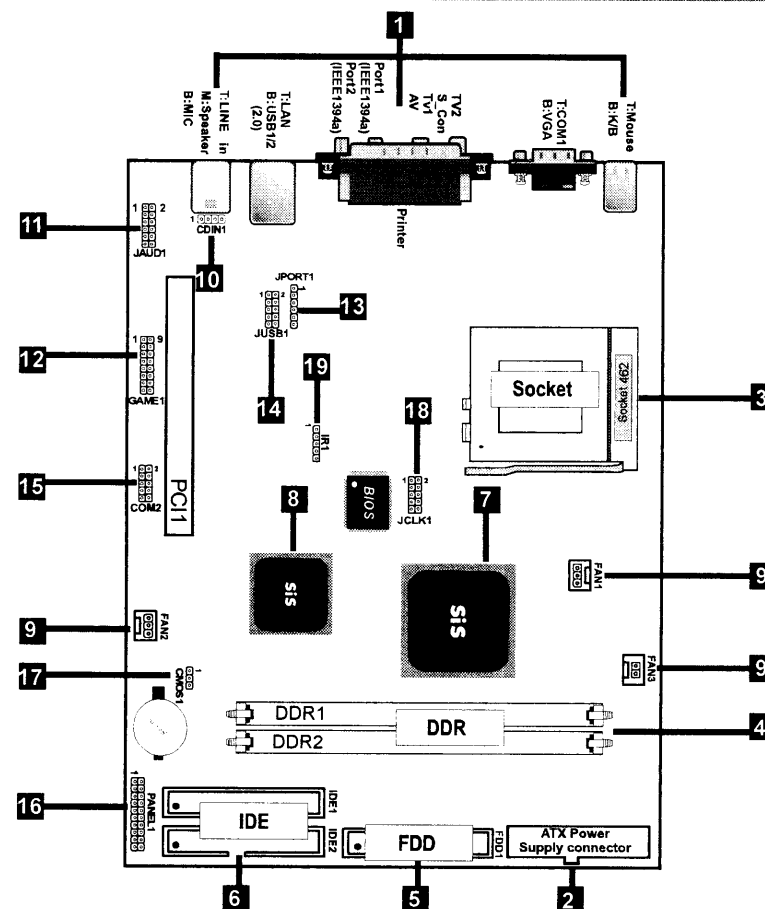 1
T:LINE in
M:Speaker
B:MIC
T:LAN
B:USB1/2
(2.0)
Port1
(IEEE1394a)
Port2
(IEEE1394a)
TV2
S_Con
Tv1
AV
T:COM1
B:VGA
T:Mouse
B:K/B
Printer
11
1 2
JAUD1
1
CDIN1
10
JPORT1
1
1 2
JUSB1
13
14
12
1 9
GAME1
19
1
IR1
18
1 2
JCLK1
Socket
Socket 462
3
15
1 3
COM2
PCI1
BIOS
8
sis
7
sis
FAN1
9
9
FAN2
FAN3
9
17
1
CMOS1
DDR1
DDR2
DDR
4
16
1
PANEL1
IDE1
IDE
IDE2
FDD
FDD1
ATX Power
Supply connector
6
5
2